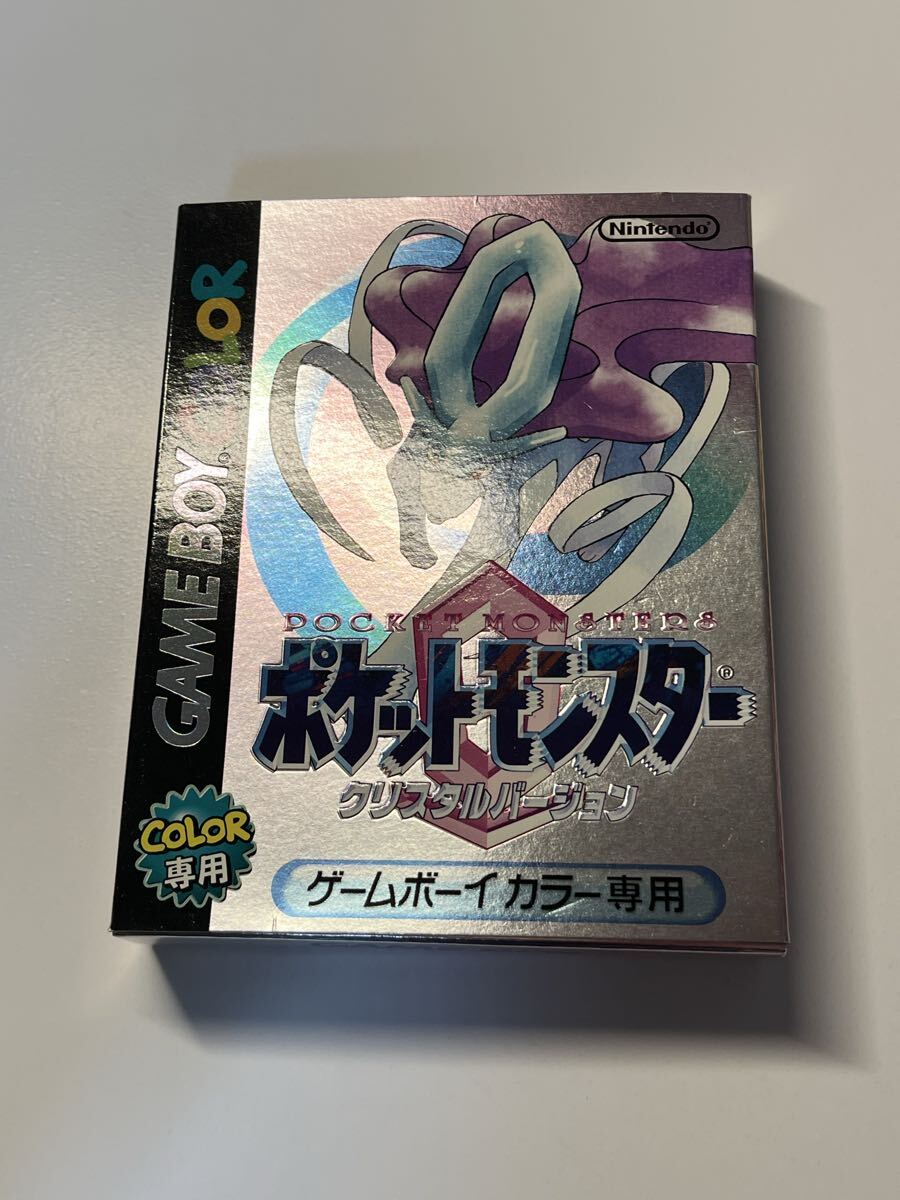 Nintendo®
GAME BOY COLOR
POCKET MONSTERS
ポケットモンスター®
クリスタルバージョン
COLOR
専用
ゲームボーイカラー専用